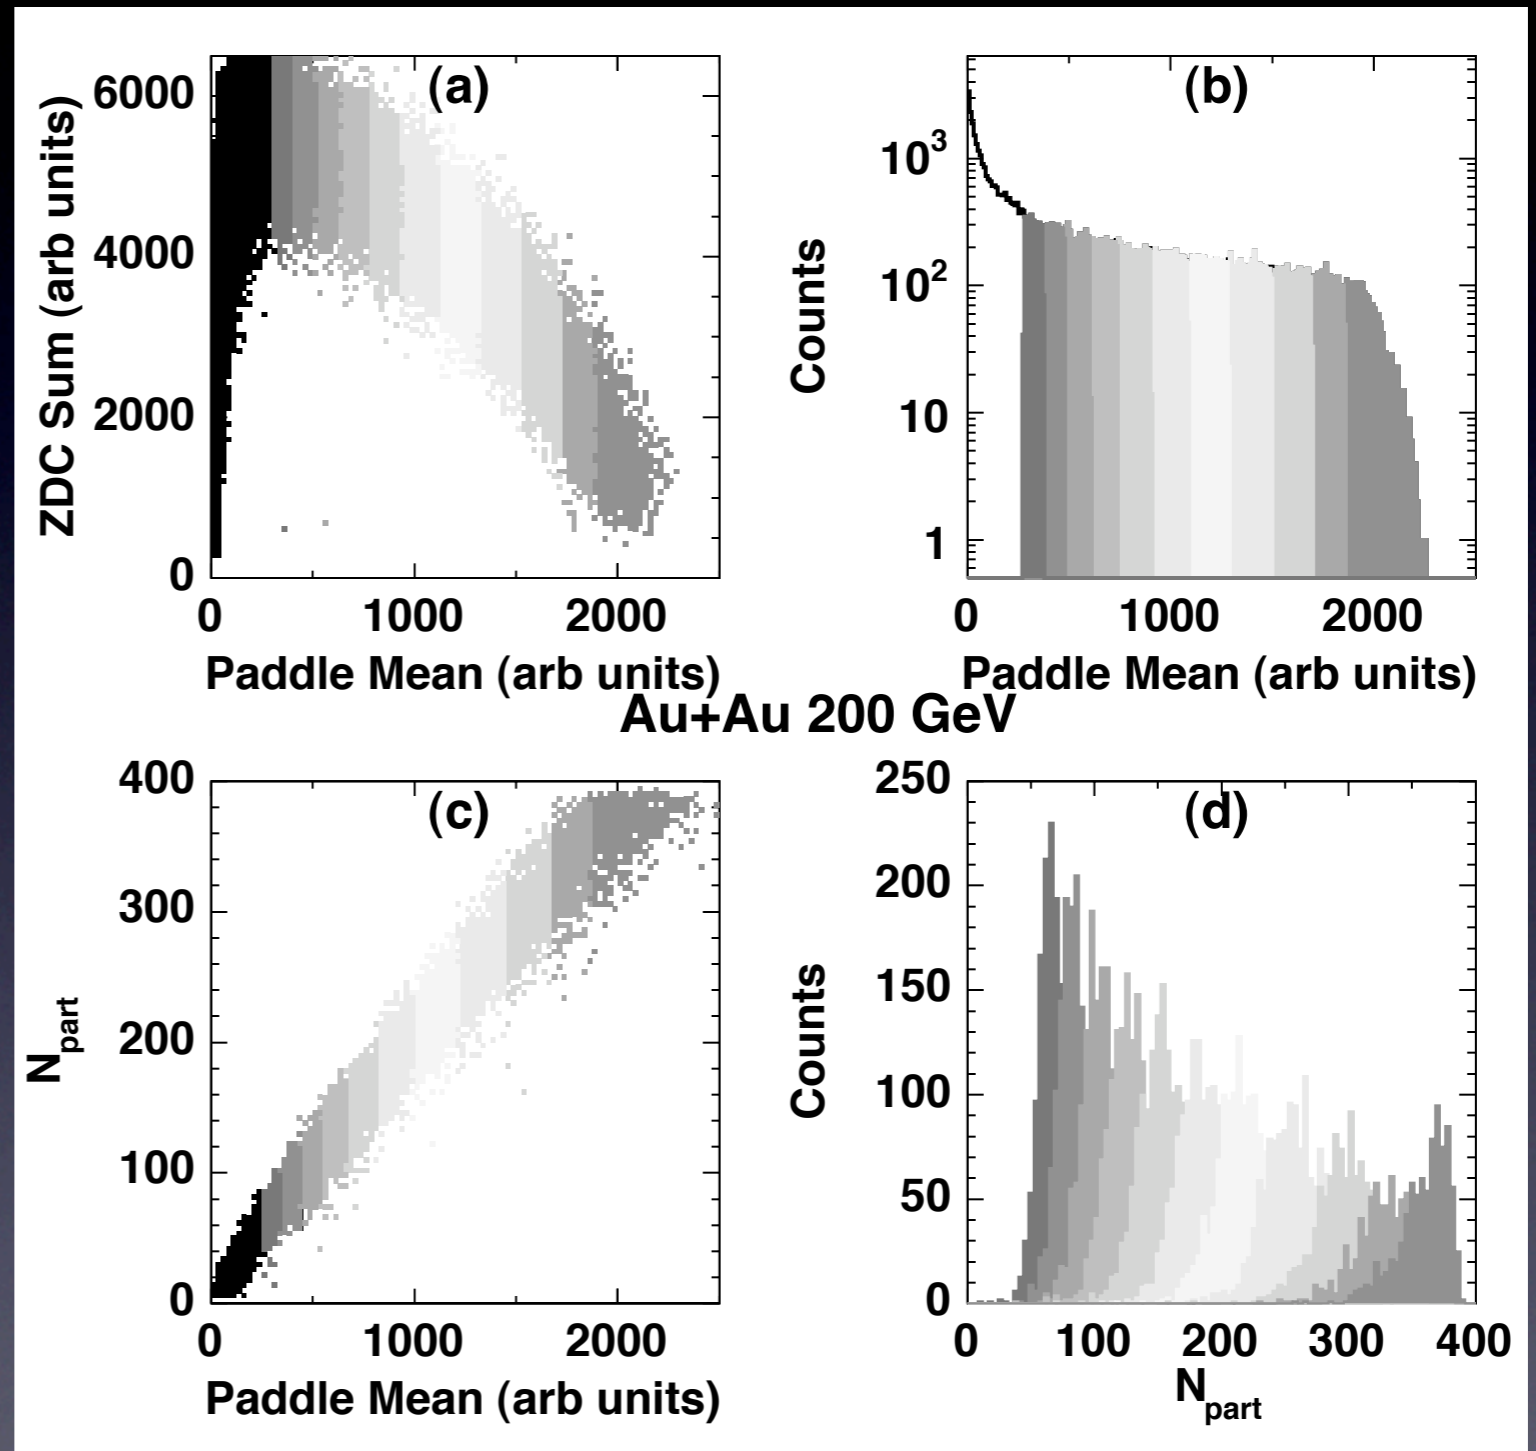 (a)
ZDC Sum (arb units)
6000
4000
2000
0
0 1000 2000
Paddle Mean (arb units)
(b)
Counts
10³
10²
10
1
0 1000 2000
Paddle Mean (arb units)
Au+Au 200 GeV
(c)
N_part
400
300
200
100
0
0 1000 2000
Paddle Mean (arb units)
(d)
Counts
250
200
150
100
50
0
0 100 200 300 400
N_part